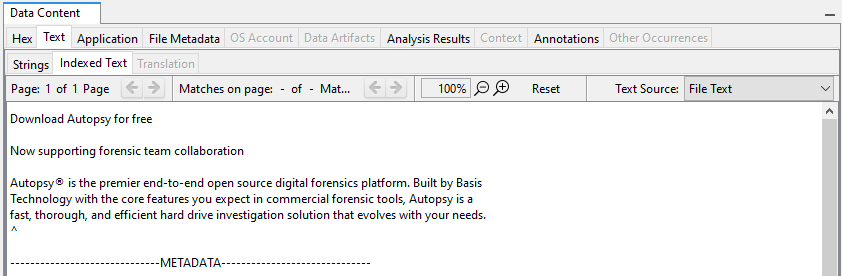 Data Content
Hex Text Application File Metadata OS Account Data Artifacts Analysis Results Context Annotations Other Occurrences
Strings Indexed Text Translation
Page: 1 of 1 Page Matches on page: - of - Mat... 100% Reset Text Source: File Text
Download Autopsy for free
Now supporting forensic team collaboration
Autopsy® is the premier end-to-end open source digital forensics platform. Built by Basis
Technology with the core features you expect in commercial forensic tools, Autopsy is a
fast, thorough, and efficient hard drive investigation solution that evolves with your needs.
^
------------------------------METADATA------------------------------